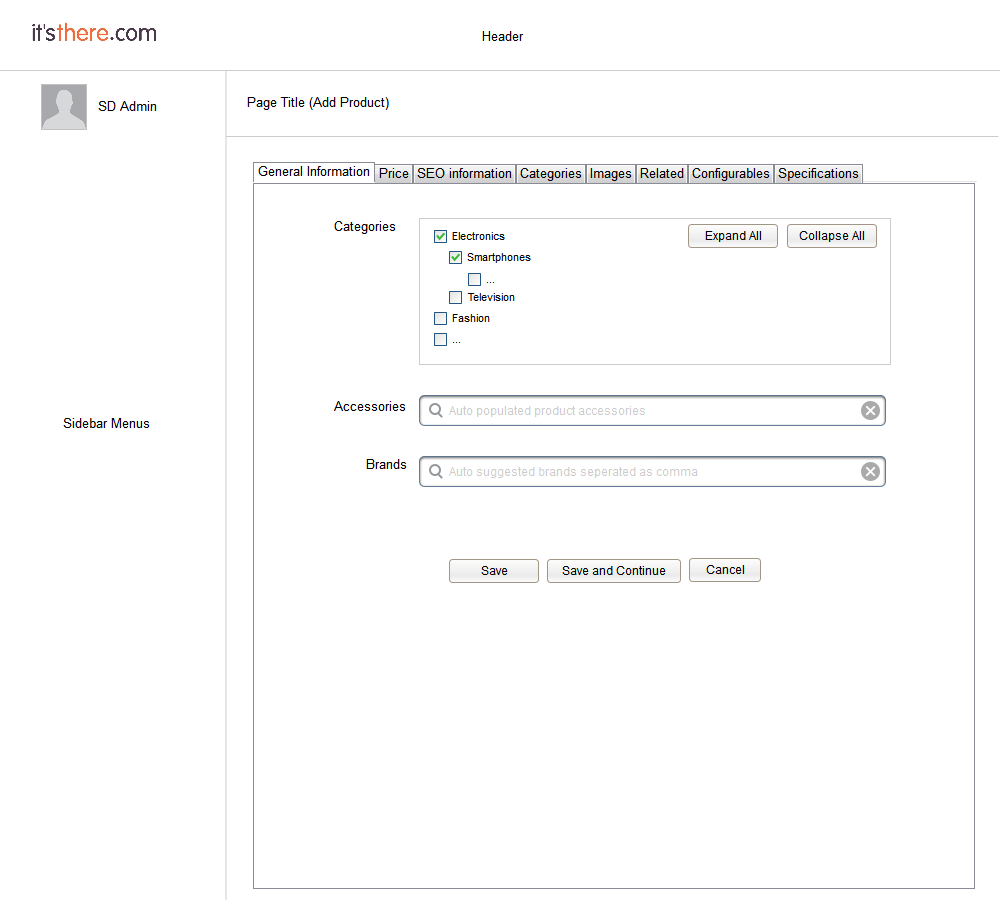 it'sthere.com
Header
SD Admin
Page Title (Add Product)
General Information Price SEO information Categories Images Related Configurables Specifications
Categories
Electronics
Expand All Collapse All
Smartphones
...
Television
Fashion
...
Accessories Auto populated product accessories
Sidebar Menus
Brands Auto suggested brands seperated as comma
Save Save and Continue Cancel